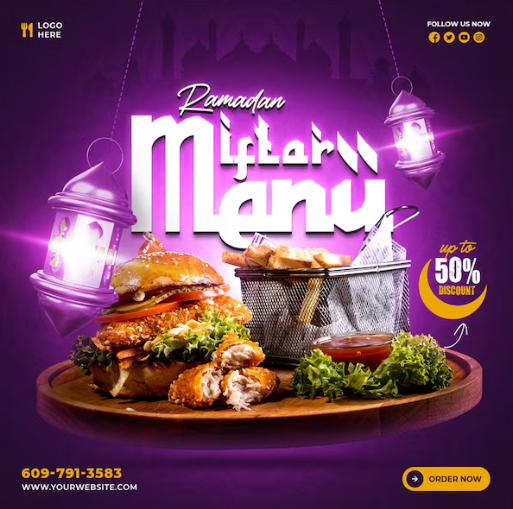 LOGO
HERE
FOLLOW US NOW
Ramadan
iftar
Manu
up to
50%
DISCOUNT
609-791-3583
WWW.YOURWEBSITE.COM
ORDER NOW